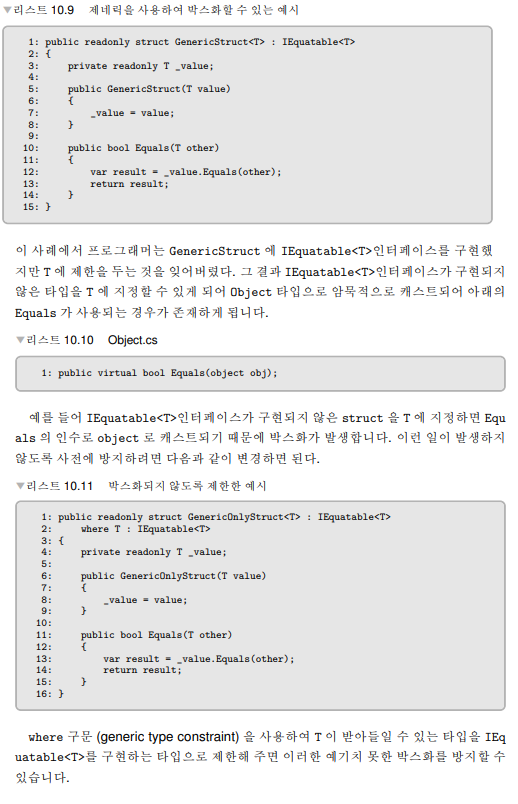 ▼리스트 10.9 제네릭을 사용하여 박스화할 수 있는 예시
1: public readonly struct GenericStruct<T> : IEquatable<T>
2: {
3:     private readonly T _value;
4:
5:     public GenericStruct(T value)
6:     {
7:         _value = value;
8:     }
9:
10:     public bool Equals(T other)
11:     {
12:         var result = _value.Equals(other);
13:         return result;
14:     }
15: }
이 사례에서 프로그래머는 GenericStruct 에 IEquatable<T>인터페이스를 구현했
지만 T 에 제한을 두는 것을 잊어버렸다. 그 결과 IEquatable<T>인터페이스가 구현되지
않은 타입을 T 에 지정할 수 있게 되어 Object 타입으로 암묵적으로 캐스트되어 아래의
Equals 가 사용되는 경우가 존재하게 됩니다.
▼리스트 10.10 Object.cs
1: public virtual bool Equals(object obj);
예를 들어 IEquatable<T>인터페이스가 구현되지 않은 struct 을 T 에 지정하면 Equ
als 의 인수로 object 로 캐스트되기 때문에 박스화가 발생합니다. 이런 일이 발생하지
않도록 사전에 방지하려면 다음과 같이 변경하면 된다.
▼리스트 10.11 박스화되지 않도록 제한한 예시
1: public readonly struct GenericOnlyStruct<T> : IEquatable<T>
2:     where T : IEquatable<T>
3: {
4:     private readonly T _value;
5:
6:     public GenericOnlyStruct(T value)
7:     {
8:         _value = value;
9:     }
10:
11:     public bool Equals(T other)
12:     {
13:         var result = _value.Equals(other);
14:         return result;
15:     }
16: }
where 구문 (generic type constraint) 을 사용하여 T 이 받아들일 수 있는 타입을 IEq
uatable<T>를 구현하는 타입으로 제한해 주면 이러한 예기치 못한 박스화를 방지할 수
있습니다.